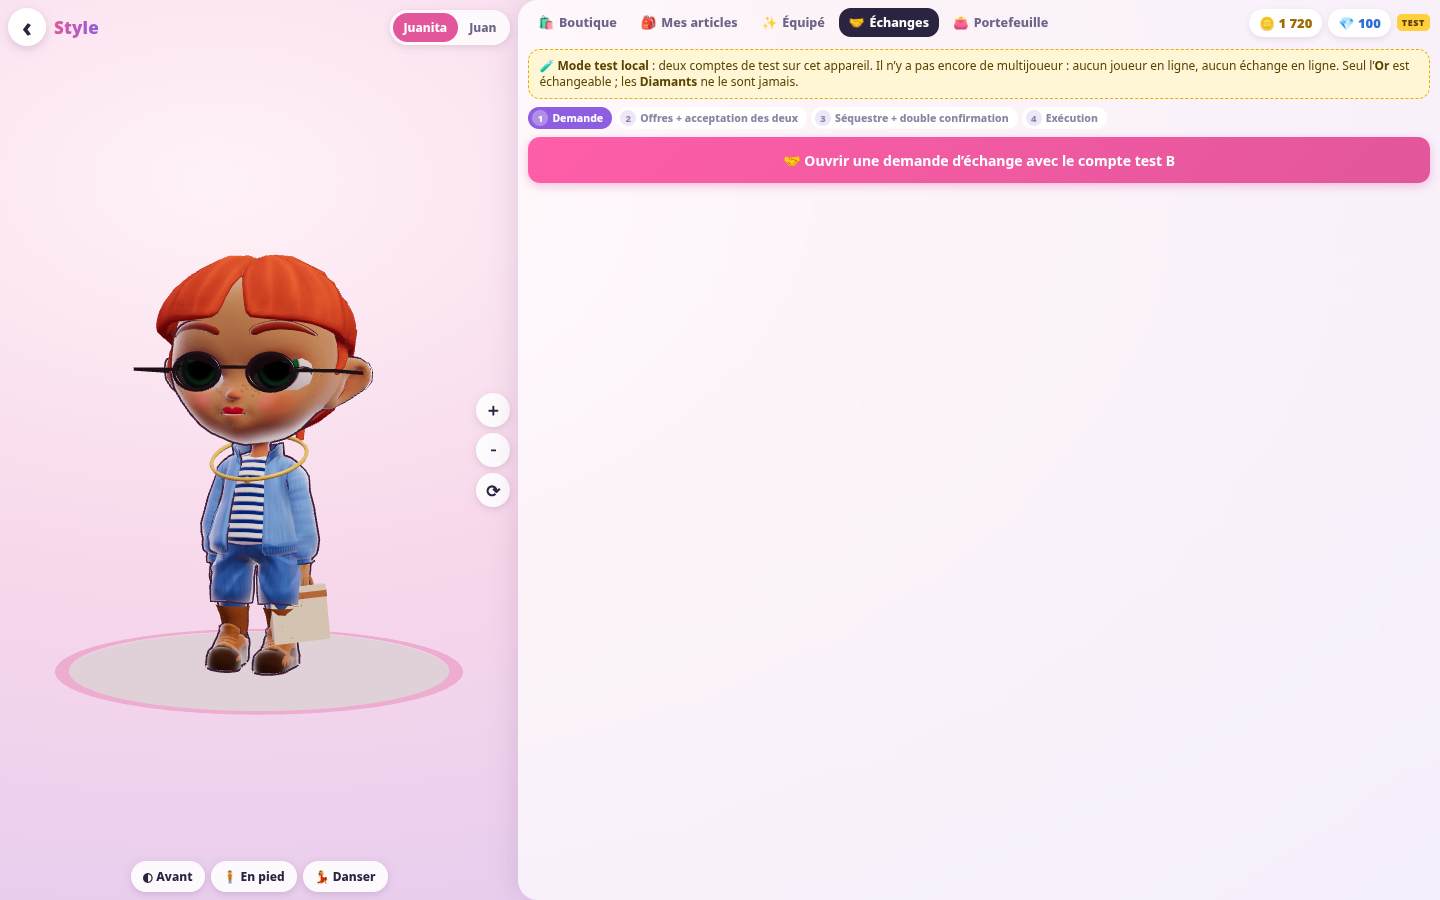 ‹ Style
Juanita Juan
🛍️ Boutique 🎒 Mes articles ✨ Équipé 🤝 Échanges 👛 Portefeuille
🪙 1 720 💎 100 TEST
🧪 Mode test local : deux comptes de test sur cet appareil. Il n’y a pas encore de multijoueur : aucun joueur en ligne, aucun échange en ligne. Seul l’Or est
échangeable ; les Diamants ne le sont jamais.
1 Demande 2 Offres + acceptation des deux 3 Séquestre + double confirmation 4 Exécution
🤝 Ouvrir une demande d’échange avec le compte test B
+
-
⟳
◐ Avant 🧍 En pied 💃 Danser